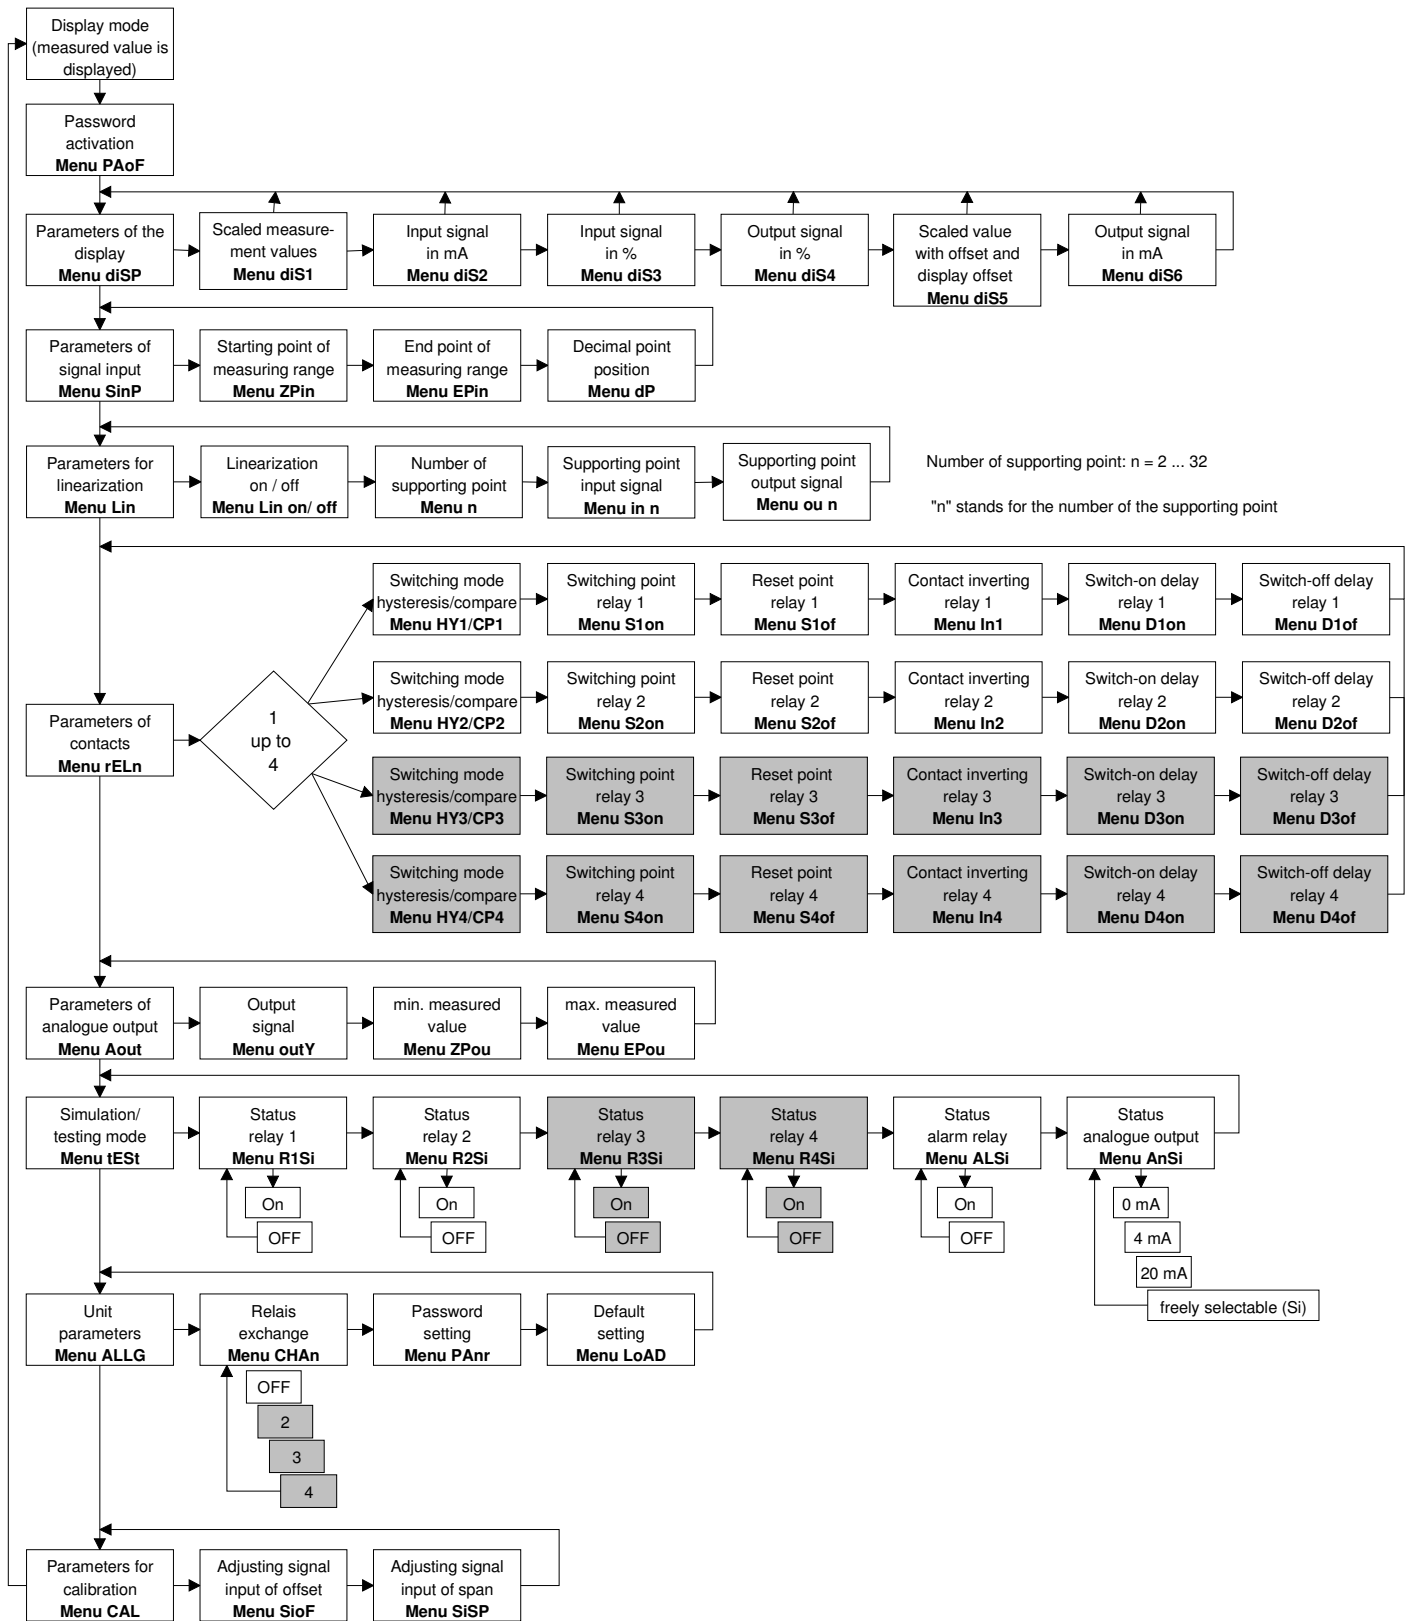 Display mode
(measured value is
displayed)
Password
activation
Menu PAoF
Parameters of the
display
Menu diSP
Scaled measure-
ment values
Menu diS1
Input signal
in mA
Menu diS2
Input signal
in %
Menu diS3
Output signal
in %
Menu diS4
Scaled value
with offset and
display offset
Menu diS5
Output signal
in mA
Menu diS6
Parameters of
signal input
Menu SinP
Starting point of
measuring range
Menu ZPin
End point of
measuring range
Menu EPin
Decimal point
position
Menu dP
Parameters for
linearization
Menu Lin
Linearization
on / off
Menu Lin on/ off
Number of
supporting point
Menu n
Supporting point
input signal
Menu in n
Supporting point
output signal
Menu ou n
Number of supporting point: n = 2 ... 32
"n" stands for the number of the supporting point
Parameters of
contacts
Menu rELn
1
up to
4
Switching mode
hysteresis/compare
Menu HY1/CP1
Switching point
relay 1
Menu S1on
Reset point
relay 1
Menu S1of
Contact inverting
relay 1
Menu In1
Switch-on delay
relay 1
Menu D1on
Switch-off delay
relay 1
Menu D1of
Switching mode
hysteresis/compare
Menu HY2/CP2
Switching point
relay 2
Menu S2on
Reset point
relay 2
Menu S2of
Contact inverting
relay 2
Menu In2
Switch-on delay
relay 2
Menu D2on
Switch-off delay
relay 2
Menu D2of
Switching mode
hysteresis/compare
Menu HY3/CP3
Switching point
relay 3
Menu S3on
Reset point
relay 3
Menu S3of
Contact inverting
relay 3
Menu In3
Switch-on delay
relay 3
Menu D3on
Switch-off delay
relay 3
Menu D3of
Switching mode
hysteresis/compare
Menu HY4/CP4
Switching point
relay 4
Menu S4on
Reset point
relay 4
Menu S4of
Contact inverting
relay 4
Menu In4
Switch-on delay
relay 4
Menu D4on
Switch-off delay
relay 4
Menu D4of
Parameters of
analogue output
Menu Aout
Output
signal
Menu outY
min. measured
value
Menu ZPou
max. measured
value
Menu EPou
Simulation/
testing mode
Menu tESt
Status
relay 1
Menu R1Si
On
OFF
Status
relay 2
Menu R2Si
On
OFF
Status
relay 3
Menu R3Si
On
OFF
Status
relay 4
Menu R4Si
On
OFF
Status
alarm relay
Menu ALSi
On
OFF
Status
analogue output
Menu AnSi
0 mA
4 mA
20 mA
freely selectable (Si)
Unit
parameters
Menu ALLG
Relais
exchange
Menu CHAn
OFF
2
3
4
Password
setting
Menu PAnr
Default
setting
Menu LoAD
Parameters for
calibration
Menu CAL
Adjusting signal
input of offset
Menu SioF
Adjusting signal
input of span
Menu SiSP